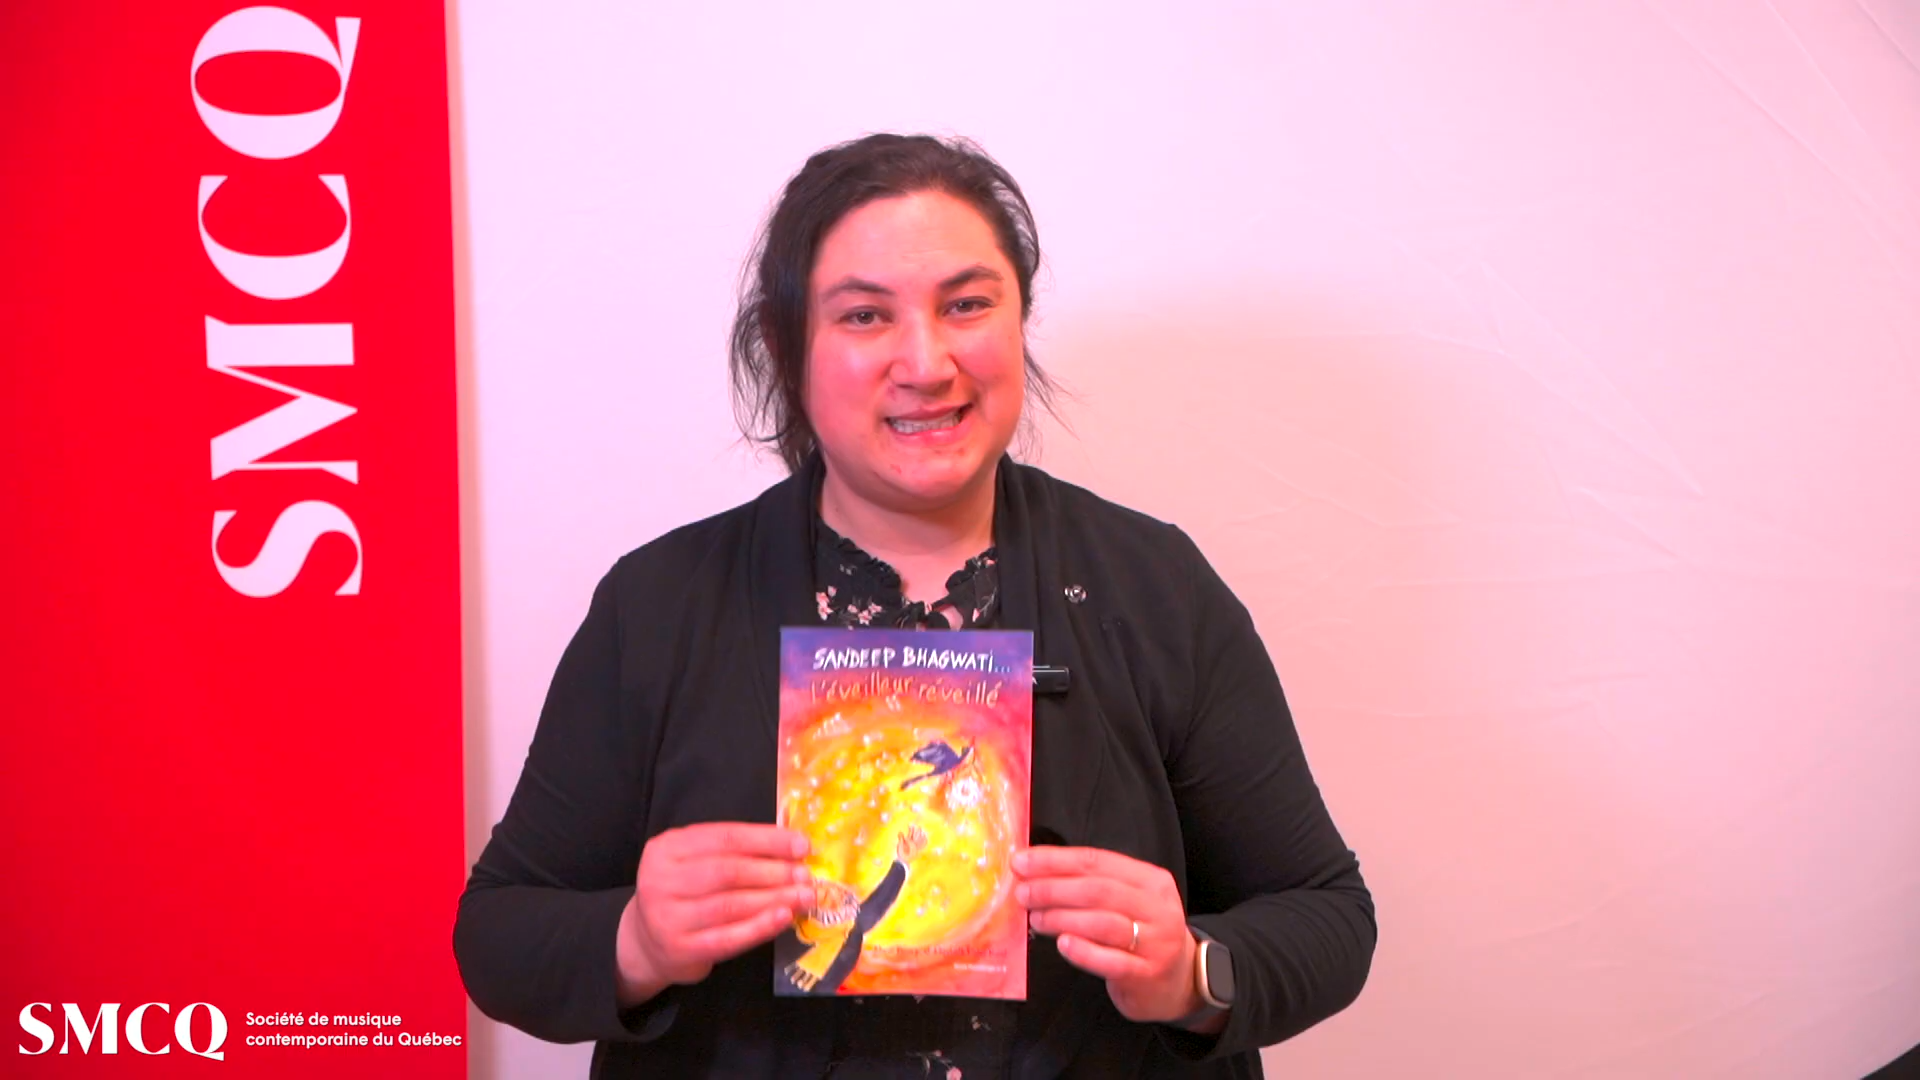 SMCQ
SANDEEP BHAGWATI...
L'éveilleur réveillé
SMCQ
Société de musique
contemporaine du Québec